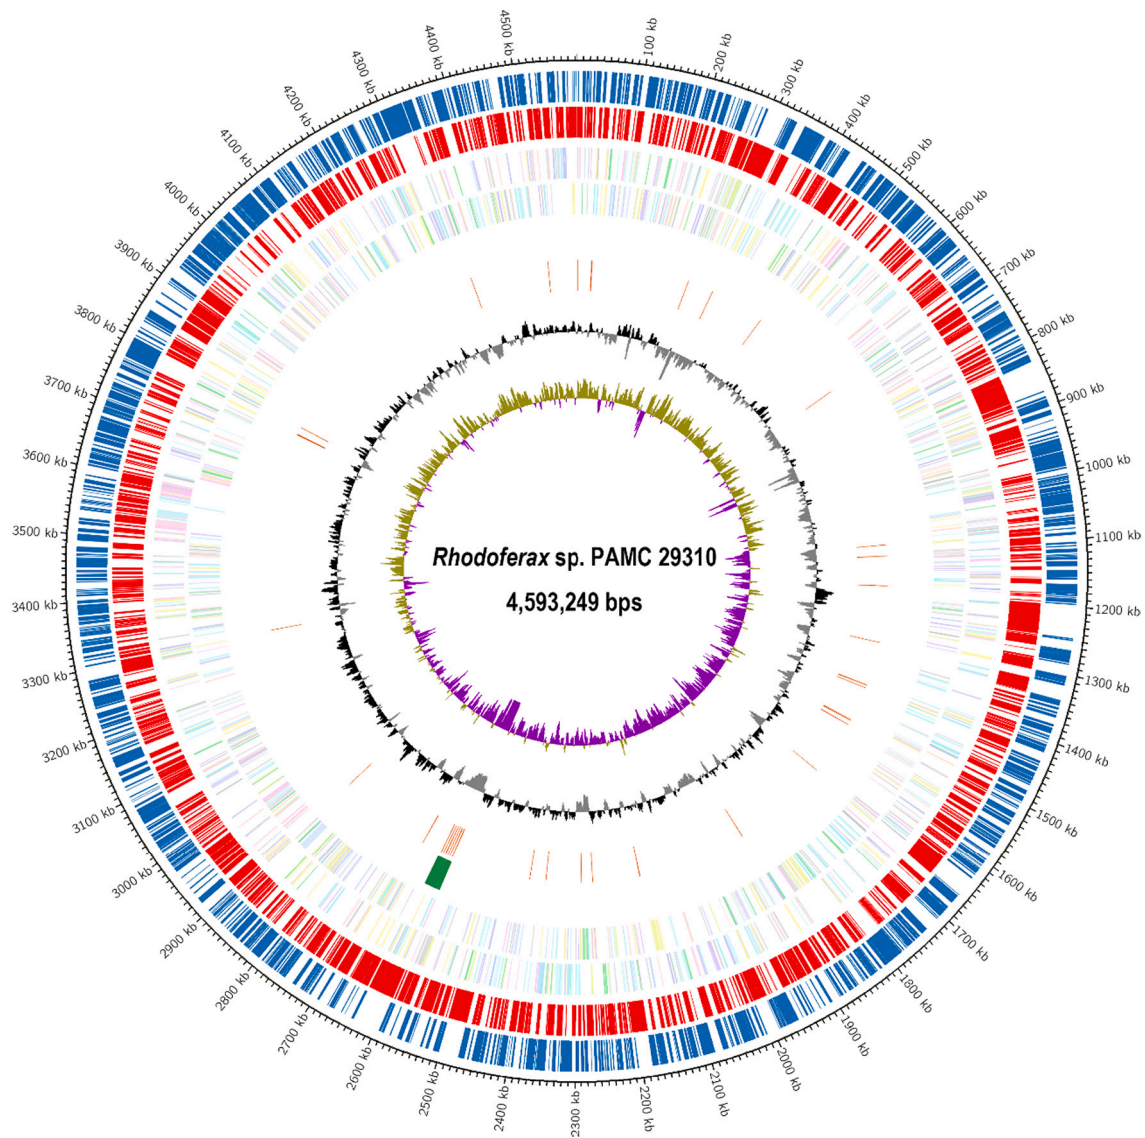 100 kb
200 kb
300 kb
400 kb
500 kb
600 kb
700 kb
800 kb
900 kb
1000 kb
1100 kb
1200 kb
1300 kb
1400 kb
1500 kb
1600 kb
1700 kb
1800 kb
1900 kb
2000 kb
2100 kb
2200 kb
2300 kb
2400 kb
2500 kb
2600 kb
2700 kb
2800 kb
2900 kb
3000 kb
3100 kb
3200 kb
3300 kb
3400 kb
3500 kb
3600 kb
3700 kb
3800 kb
3900 kb
4000 kb
4100 kb
4200 kb
4300 kb
4400 kb
4500 kb
Rhodoferax sp. PAMC 29310
4,593,249 bps